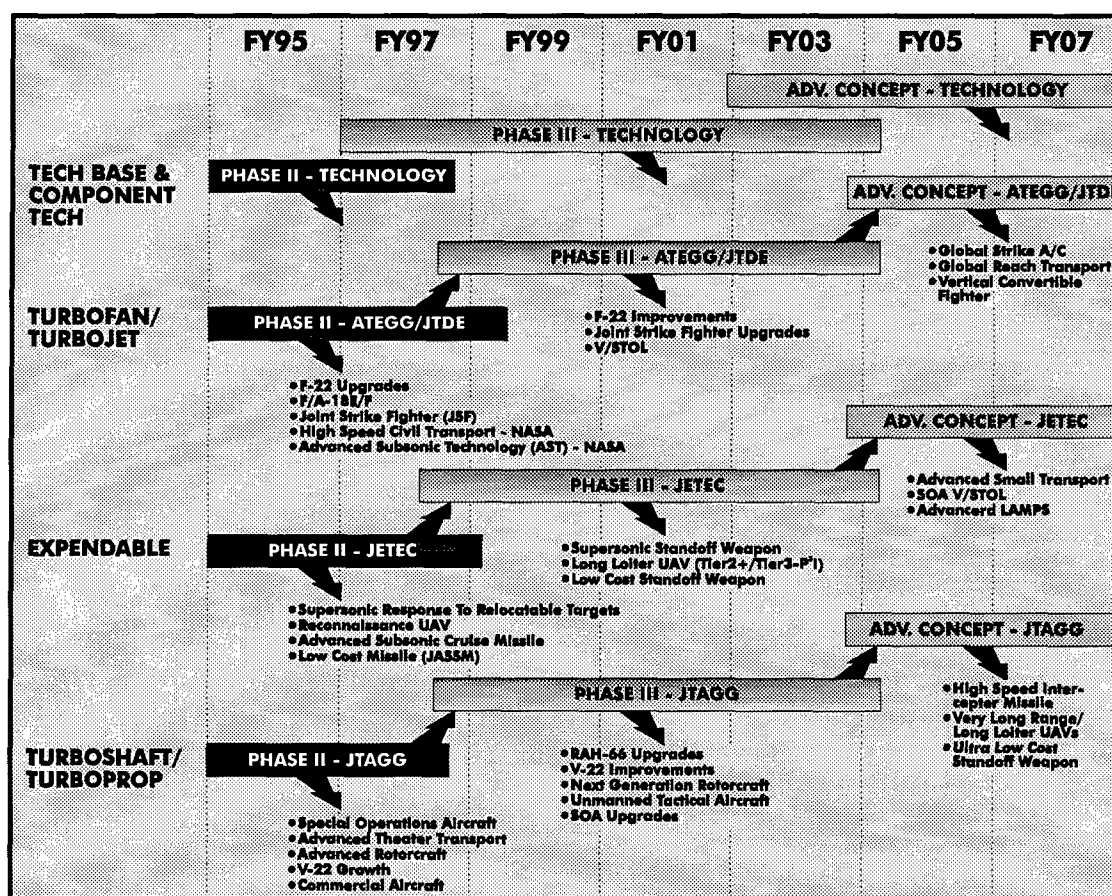 FY95 FY97 FY99 FY01 FY03 FY05 FY07
ADV. CONCEPT - TECHNOLOGY
PHASE III - TECHNOLOGY
TECH BASE &
COMPONENT
TECH
PHASE II - TECHNOLOGY
ADV. CONCEPT - ATEGG/JTD
•Global Strike A/C
•Global Reach Transport
•Vertical Convertible
Fighter
PHASE III - ATEGG/JTDE
•F-22 Improvements
•Joint Strike Fighter Upgrades
•V/STOL
TURBOFAN/
TURBOJET
PHASE II - ATEGG/JTDE
•F-22 Upgrades
•F/A-18E/F
•Joint Strike Fighter (JSF)
•High Speed Civil Transport - NASA
•Advanced Subsonic Technology (AST) - NASA
ADV. CONCEPT - JETEC
•Advanced Small Transport
•SOA V/STOL
•Advancerd LAMPS
PHASE III - JETEC
•Supersonic Standoff Weapon
•Long Loiter UAV (Tier2+/Tier3-P³I)
•Low Cost Standoff Weapon
EXPENDABLE
PHASE II - JETEC
•Supersonic Response To Relocatable Targets
•Reconnaissance UAV
•Advanced Subsonic Cruise Missile
•Low Cost Missile (JASSM)
ADV. CONCEPT - JTAGG
•High Speed Inter-
cepter Missile
•Very Long Range/
Long Loiter UAVs
•Ultra Low Cost
Standoff Weapon
PHASE III - JTAGG
•RAH-66 Upgrades
•V-22 Improvements
•Next Generation Rotorcraft
•Unmanned Tactical Aircraft
•SOA Upgrades
TURBOSHAFT/
TURBOPROP
PHASE II - JTAGG
•Special Operations Aircraft
•Advanced Theater Transport
•Advanced Rotorcraft
•V-22 Growth
•Commercial Aircraft